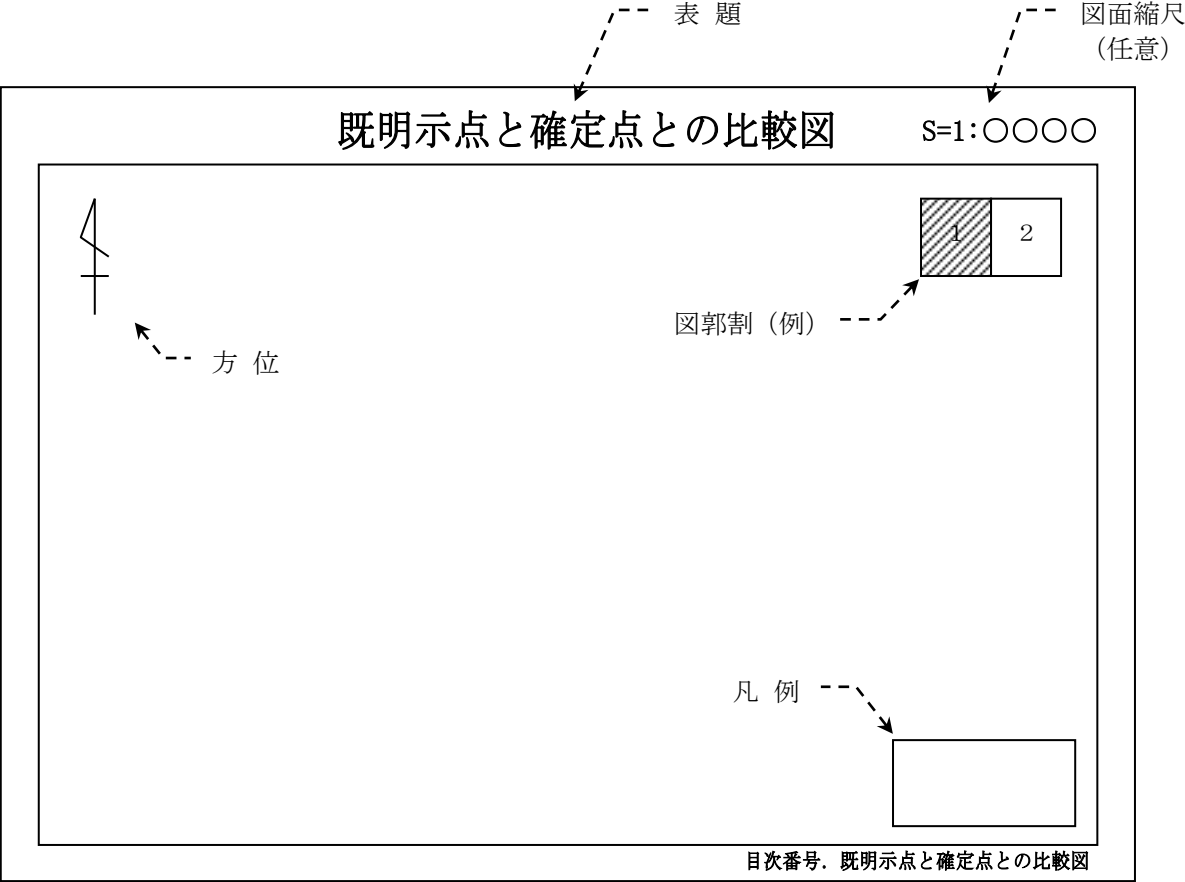 表 題
図面縮尺
（任意）
既明示点と確定点との比較図
S=1:○○○○
1
2
図郭割（例）
方 位
凡 例
目次番号. 既明示点と確定点との比較図